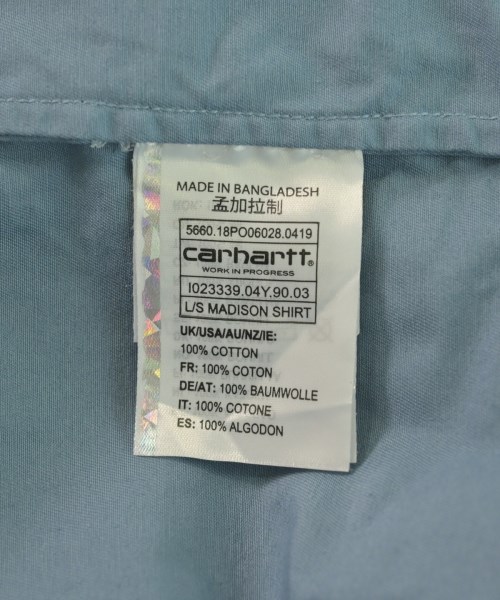 MADE IN BANGLADESH
孟加拉制
5660.18PO06028.0419
carhartt®
WORK IN PROGRESS
I023339.04Y.90.03
L/S MADISON SHIRT
UK/USA/AU/NZ/IE:
100% COTTON
FR: 100% COTON
DE/AT: 100% BAUMWOLLE
IT: 100% COTONE
ES: 100% ALGODON